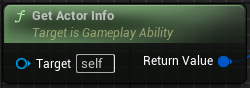 f Get Actor Info
Target is Gameplay Ability
Target self Return Value